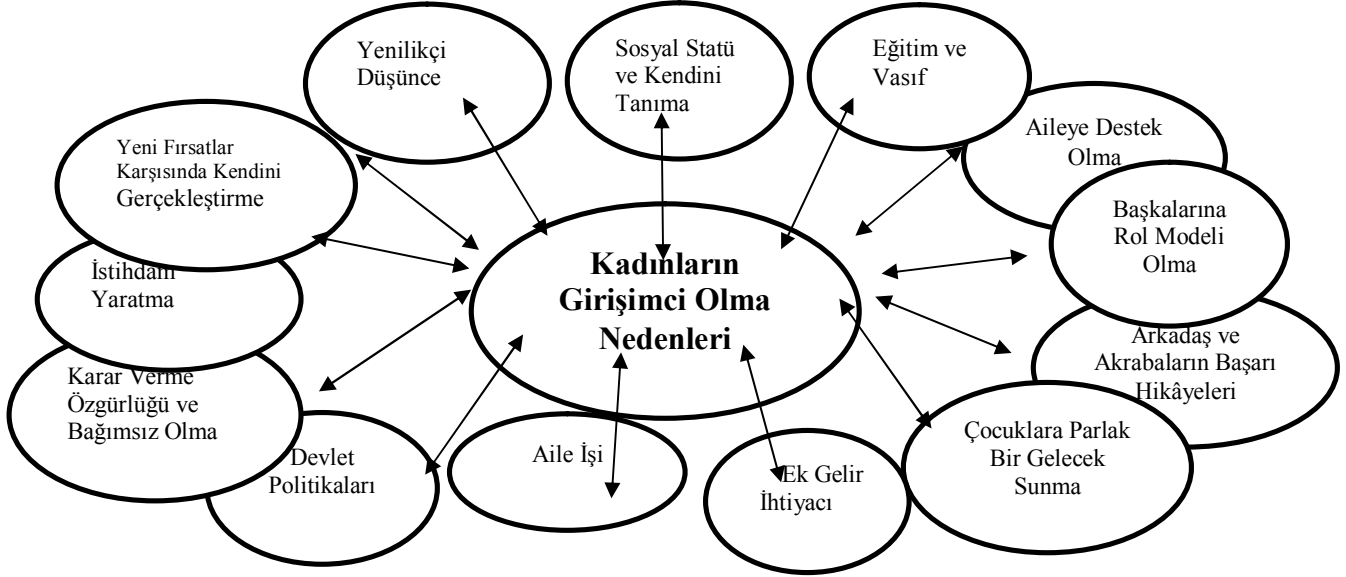 Yenilikçi
Düşünce
Sosyal Statü
ve Kendini
Tanıma
Eğitim ve
Vasıf
Aileye Destek
Olma
Yeni Fırsatlar
Karşısında Kendini
Gerçekleştirme
Başkalarına
Rol Modeli
Olma
Kadınların
Girişimci Olma
Nedenleri
İstihdam
Yaratma
Arkadaş ve
Akrabaların Başarı
Hikâyeleri
Karar Verme
Özgürlüğü ve
Bağımsız Olma
Çocuklara Parlak
Bir Gelecek
Sunma
Devlet
Politikaları
Aile İşi
Ek Gelir
İhtiyacı